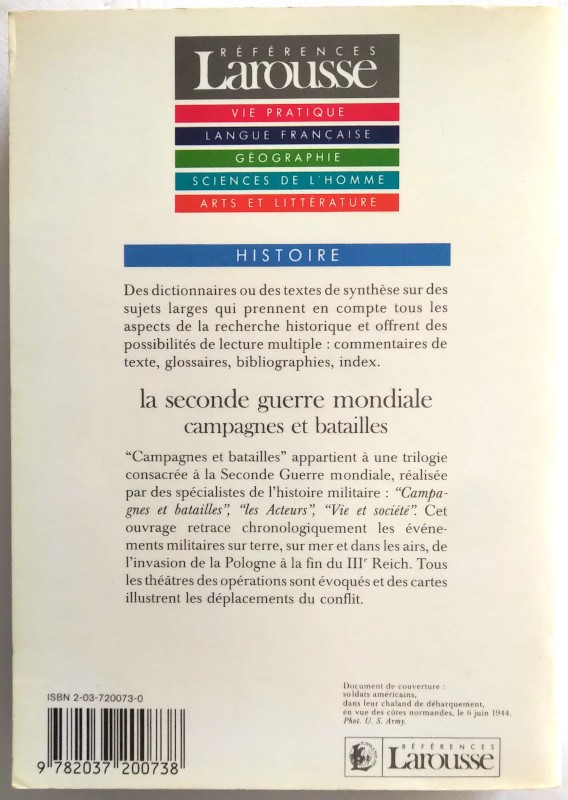 RÉFÉRENCES
Larousse
VIE PRATIQUE
LANGUE FRANÇAISE
GÉOGRAPHIE
SCIENCES DE L'HOMME
ARTS ET LITTÉRATURE
HISTOIRE
Des dictionnaires ou des textes de synthèse sur des
sujets larges qui prennent en compte tous les
aspects de la recherche historique et offrent des
possibilités de lecture multiple : commentaires de
texte, glossaires, bibliographies, index.
la seconde guerre mondiale
campagnes et batailles
“Campagnes et batailles” appartient à une trilogie
consacrée à la Seconde Guerre mondiale, réalisée
par des spécialistes de l'histoire militaire : “Campa-
gnes et batailles”, “les Acteurs”, “Vie et société”. Cet
ouvrage retrace chronologiquement les événe-
ments militaires sur terre, sur mer et dans les airs, de
l'invasion de la Pologne à la fin du IIIe Reich. Tous
les théâtres des opérations sont évoqués et des cartes
illustrent les déplacements du conflit.
ISBN 2-03-720073-0
9 782037 200738
Document de couverture :
soldats américains,
dans leur chaland de débarquement,
en vue des côtes normandes, le 6 juin 1944.
Phot. U. S. Army.
RÉFÉRENCES
Larousse